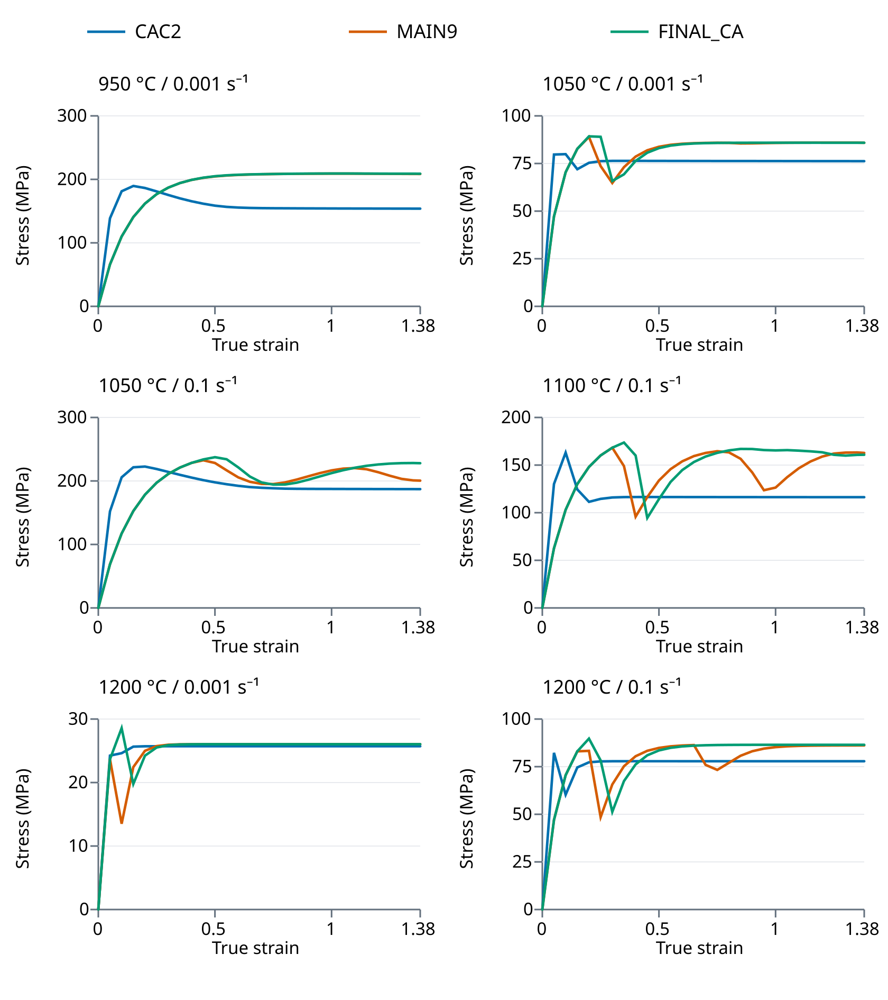 CAC2 MAIN9 FINAL_CA
950 °C / 0.001 s⁻¹
300
200
100
0
0 0.5 1 1.38
True strain
Stress (MPa)
1050 °C / 0.001 s⁻¹
100
75
50
25
0
0 0.5 1 1.38
True strain
Stress (MPa)
1050 °C / 0.1 s⁻¹
300
200
100
0
0 0.5 1 1.38
True strain
Stress (MPa)
1100 °C / 0.1 s⁻¹
200
150
100
50
0
0 0.5 1 1.38
True strain
Stress (MPa)
1200 °C / 0.001 s⁻¹
30
20
10
0
0 0.5 1 1.38
True strain
Stress (MPa)
1200 °C / 0.1 s⁻¹
100
75
50
25
0
0 0.5 1 1.38
True strain
Stress (MPa)